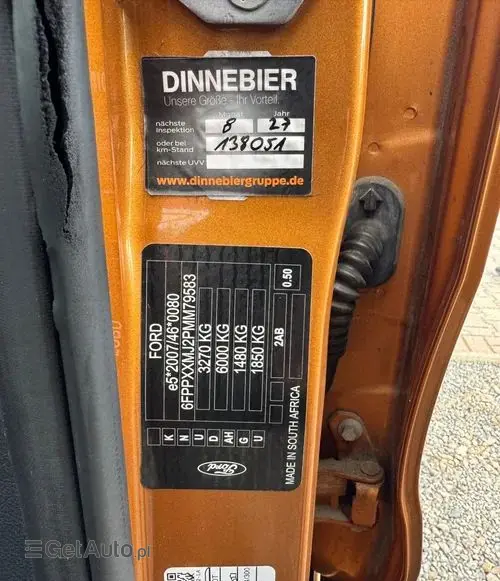 DINNEBIER
Unsere Größe - Ihr Vorteil.
Monat Jahr
nächste Inspektion 8 27
oder bei km-Stand 138051
nächste UVV
www.dinnebiergruppe.de
FORD
e5*2007/46*0080
6FPPXXMJ2PMM79583
3270 KG
6000 KG
1480 KG
1850 KG
2AB
0.50
K N U D AH G U
MADE IN SOUTH AFRICA
Ford
GetAuto.pl